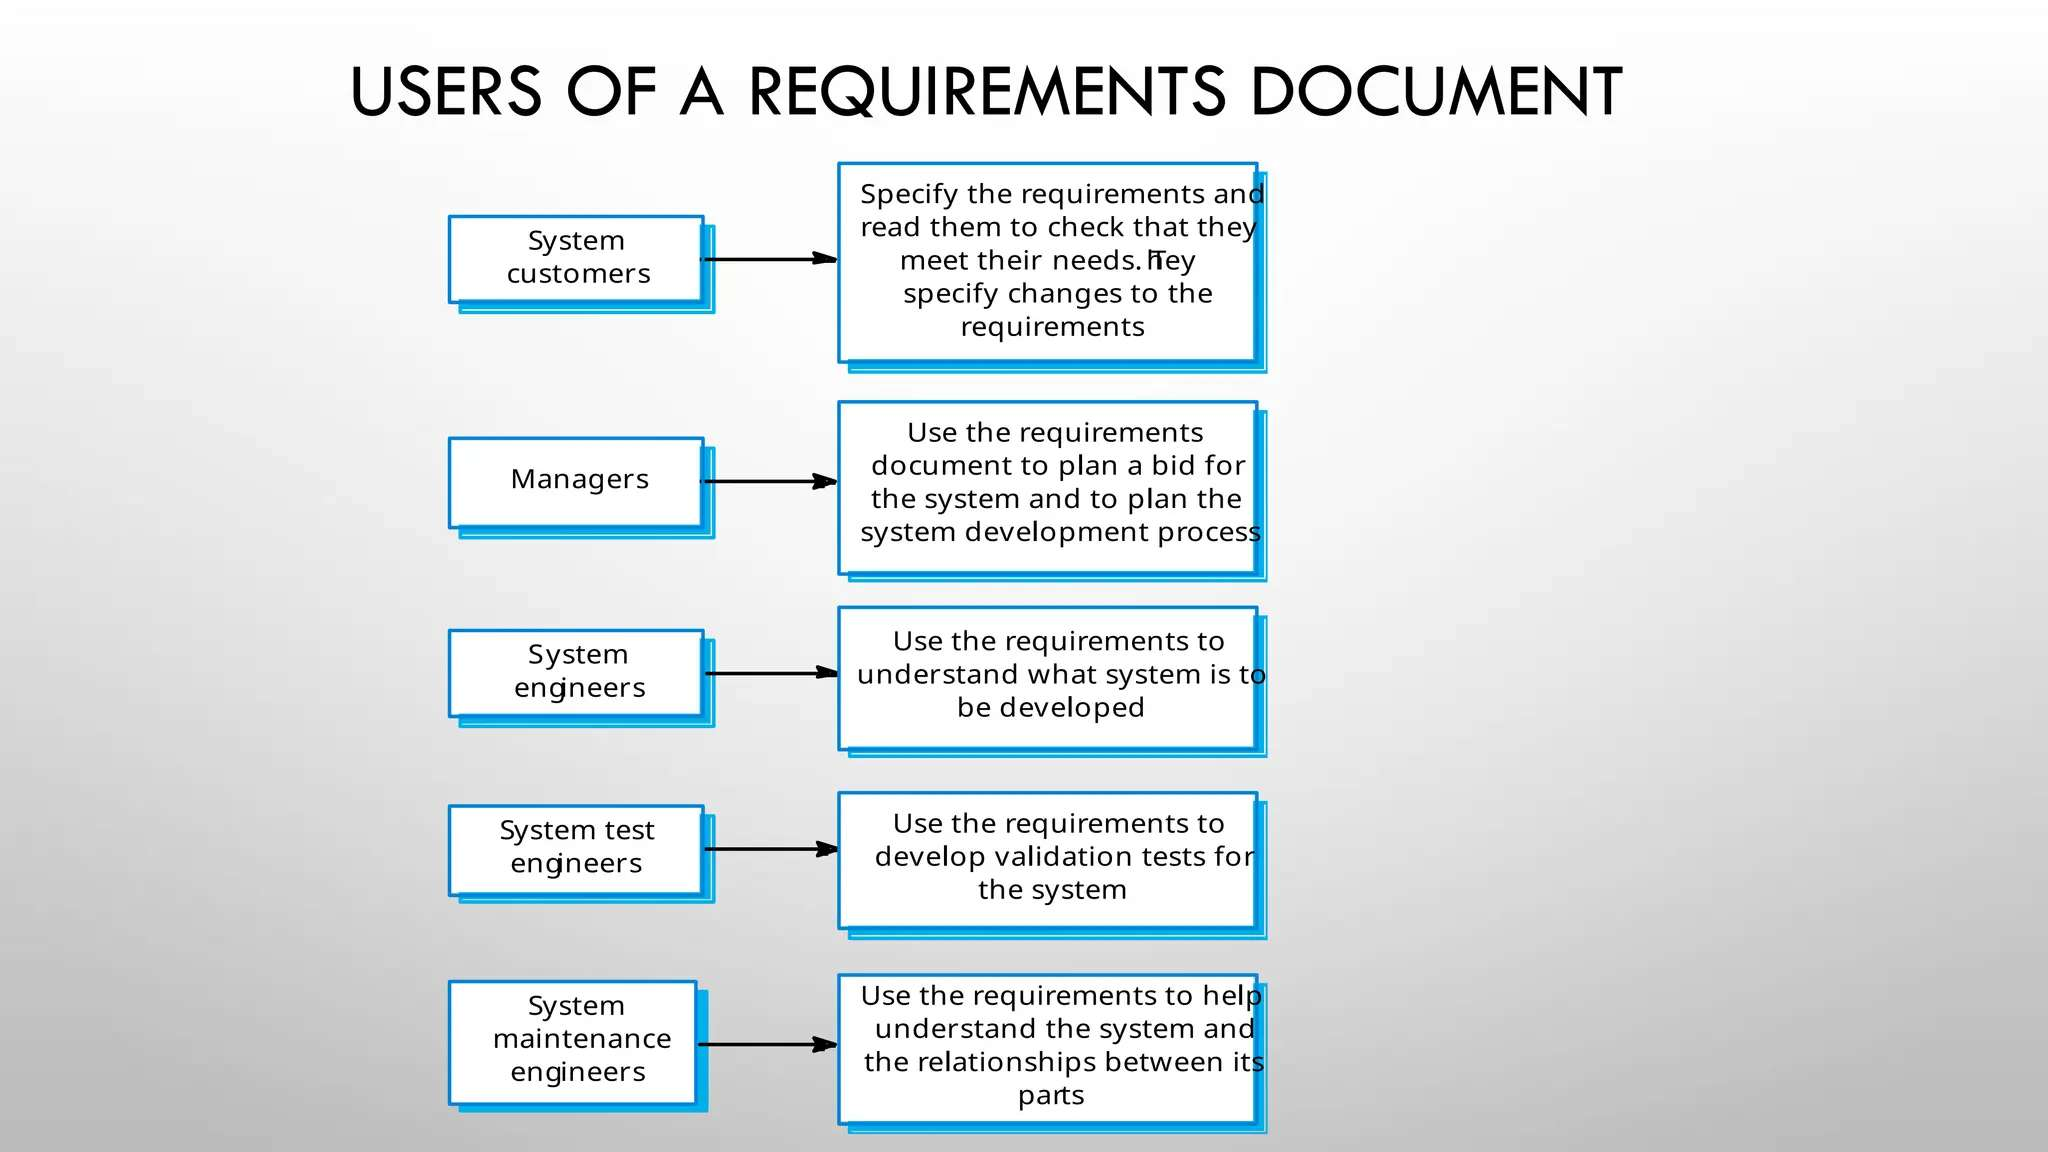 USERS OF A REQUIREMENTS DOCUMENT
System
customers
Specify the requirements and
read them to check that they
meet their needs. They
specify changes to the
requirements
Managers
Use the requirements
document to plan a bid for
the system and to plan the
system development process
System
engineers
Use the requirements to
understand what system is to
be developed
System test
engineers
Use the requirements to
develop validation tests for
the system
System
maintenance
engineers
Use the requirements to help
understand the system and
the relationships between its
parts